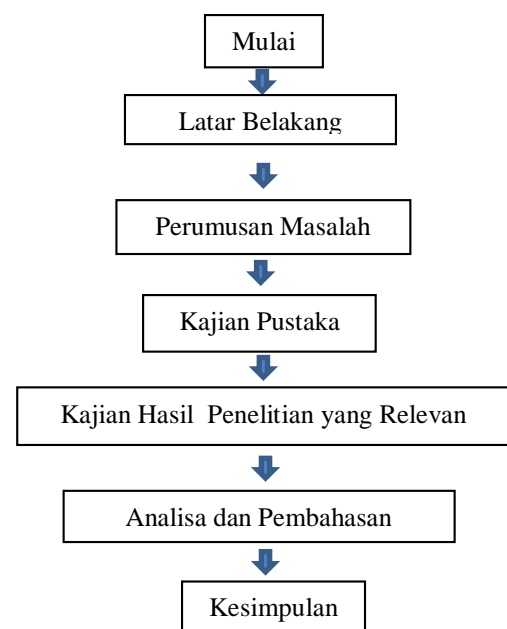 Mulai
Latar Belakang
Perumusan Masalah
Kajian Pustaka
Kajian Hasil  Penelitian yang Relevan
Analisa dan Pembahasan
Kesimpulan